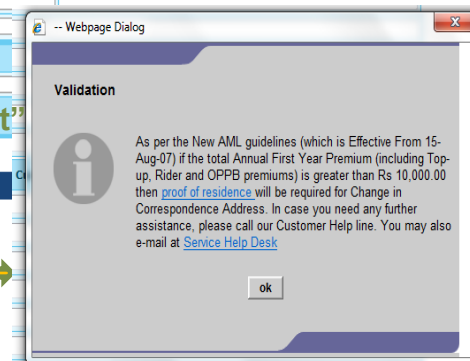 -- Webpage Dialog
X
Validation
t”
As per the New AML guidelines (which is Effective From 15-
Aug-07) if the total Annual First Year Premium (including Top-
up, Rider and OPPB premiums) is greater than Rs 10,000.00
then proof of residence will be required for Change in
Correspondence Address. In case you need any further
assistance, please call our Customer Help line. You may also
e-mail at Service Help Desk
ok